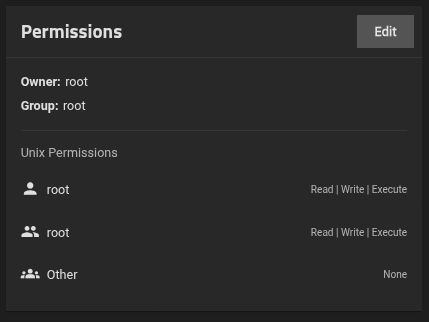 Permissions
Edit
Owner: root
Group: root
Unix Permissions
root Read | Write | Execute
root Read | Write | Execute
Other None